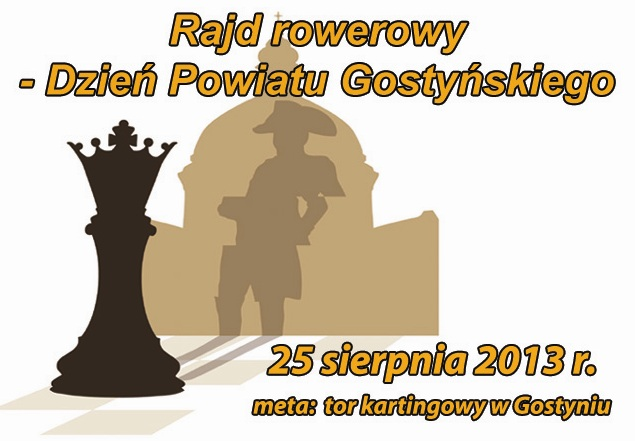 Rajd rowerowy
- Dzień Powiatu Gostyńskiego
25 sierpnia 2013 r.
meta: tor kartingowy w Gostyniu